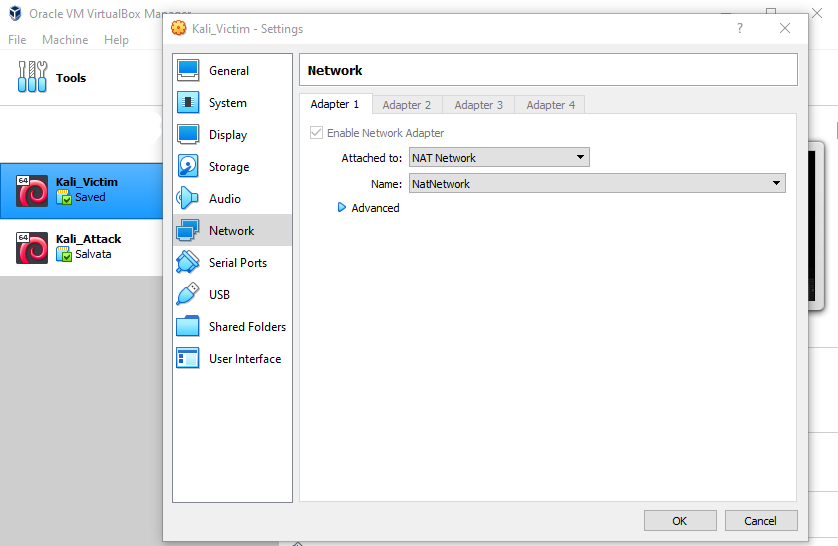 Oracle VM VirtualBox Manager
File Machine Help
Tools
64
Kali_Victim
Saved
64
Kali_Attack
Salvata
Kali_Victim - Settings
?
General
System
Display
Storage
Audio
Network
Serial Ports
USB
Shared Folders
User Interface
Network
Adapter 1 Adapter 2 Adapter 3 Adapter 4
Enable Network Adapter
Attached to: NAT Network
Name: NatNetwork
Advanced
OK Cancel